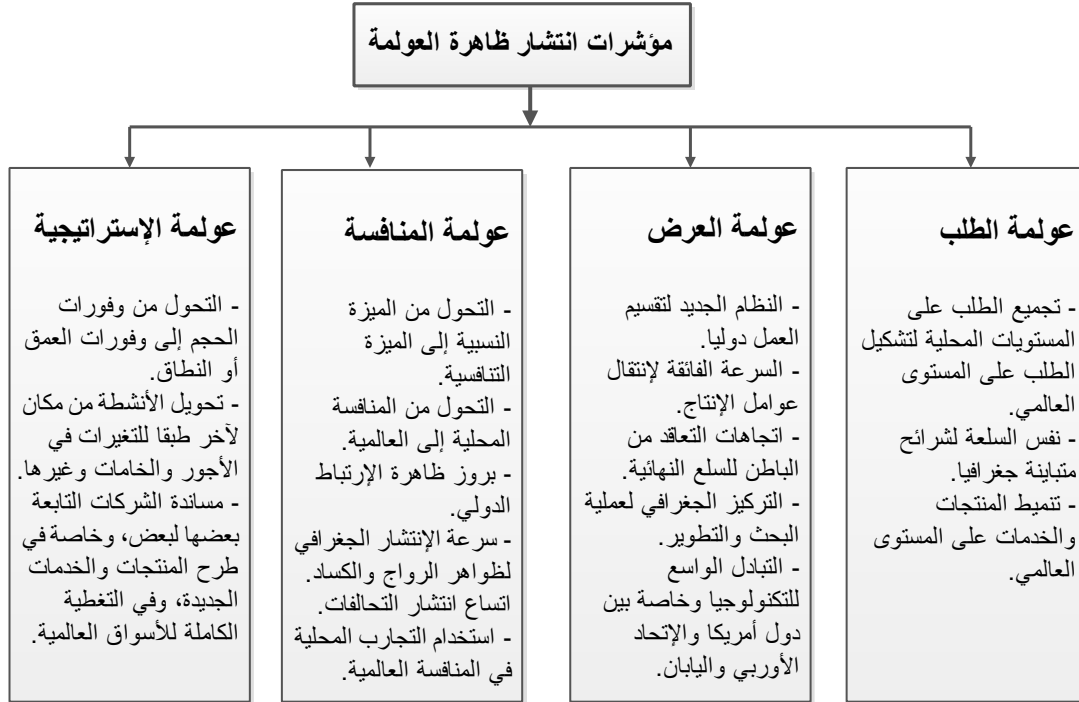 مؤشرات انتشار ظاهرة العولمة
عولمة الطلب
- تجميع الطلب على
المستويات المحلية لتشكيل
الطلب على المستوى
العالمي.
- نفس السلعة لشرائح
متباينة جغرافيا.
- تنميط المنتجات
والخدمات على المستوى
العالمي.
عولمة العرض
- النظام الجديد لتقسيم
العمل دوليا.
- السرعة الفائقة لإنتقال
عوامل الإنتاج.
- اتجاهات التعاقد من
الباطن للسلع النهائية.
- التركيز الجغرافي لعملية
البحث والتطوير.
- التبادل الواسع
للتكنولوجيا وخاصة بين
دول أمريكا والإتحاد
الأوربي واليابان.
عولمة المنافسة
- التحول من الميزة
النسبية إلى الميزة
التنافسية.
- التحول من المنافسة
المحلية إلى العالمية.
- بروز ظاهرة الإرتباط
الدولي.
- سرعة الإنتشار الجغرافي
لظواهر الرواج والكساد.
اتساع انتشار التحالفات.
- استخدام التجارب المحلية
في المنافسة العالمية.
عولمة الإستراتيجية
- التحول من وفورات
الحجم إلى وفورات العمق
أو النطاق.
- تحويل الأنشطة من مكان
لآخر طبقا للتغيرات في
الأجور والخامات وغيرها.
- مساندة الشركات التابعة
بعضها لبعض، وخاصة في
طرح المنتجات والخدمات
الجديدة، وفي التغطية
الكاملة للأسواق العالمية.